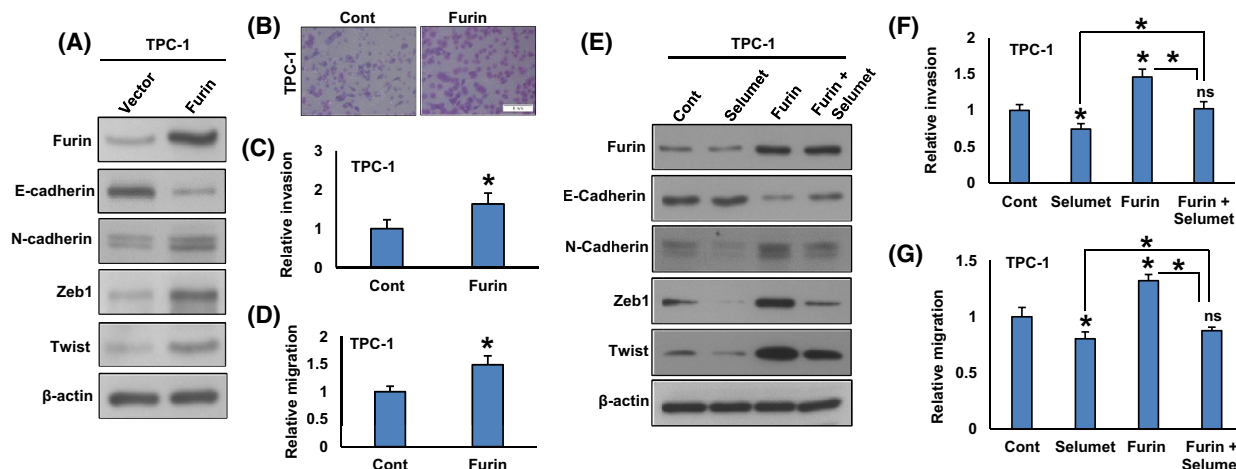 (A)
TPC-1
Vector
Furin
Furin
E-cadherin
N-cadherin
Zeb1
Twist
β-actin
(B)
Cont
Furin
TPC-1
(C)
TPC-1
Relative invasion
3
2
1
0
*
Cont
Furin
(D)
TPC-1
Relative migration
2.0
1.5
1
0.5
0
*
Cont
Furin
(E)
TPC-1
Cont
Selumet
Furin
Furin +
Selumet
Furin
E-Cadherin
N-Cadherin
Zeb1
Twist
β-actin
(F)
TPC-1
Relative invasion
2
1.5
1
0.5
0
*
*
*
*
ns
Cont
Selumet
Furin
Furin +
Selumet
(G)
TPC-1
Relative migration
1.5
1
0.5
0
*
*
*
*
ns
Cont
Selumet
Furin
Furin +
Selumet